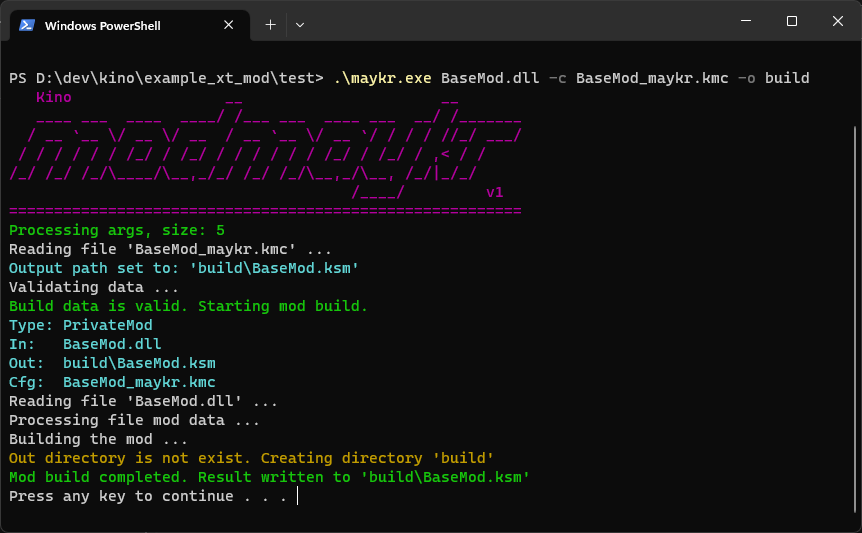 Windows PowerShell
PS D:\dev\kino\example_xt_mod\test> .\maykr.exe BaseMod.dll -c BaseMod_maykr.kmc -o build
Kino
modmaykr
v1
=========================================================
Processing args, size: 5
Reading file 'BaseMod_maykr.kmc' ...
Output path set to: 'build\BaseMod.ksm'
Validating data ...
Build data is valid. Starting mod build.
Type: PrivateMod
In:   BaseMod.dll
Out:  build\BaseMod.ksm
Cfg:  BaseMod_maykr.kmc
Reading file 'BaseMod.dll' ...
Processing file mod data ...
Building the mod ...
Out directory is not exist. Creating directory 'build'
Mod build completed. Result written to 'build\BaseMod.ksm'
Press any key to continue . . .